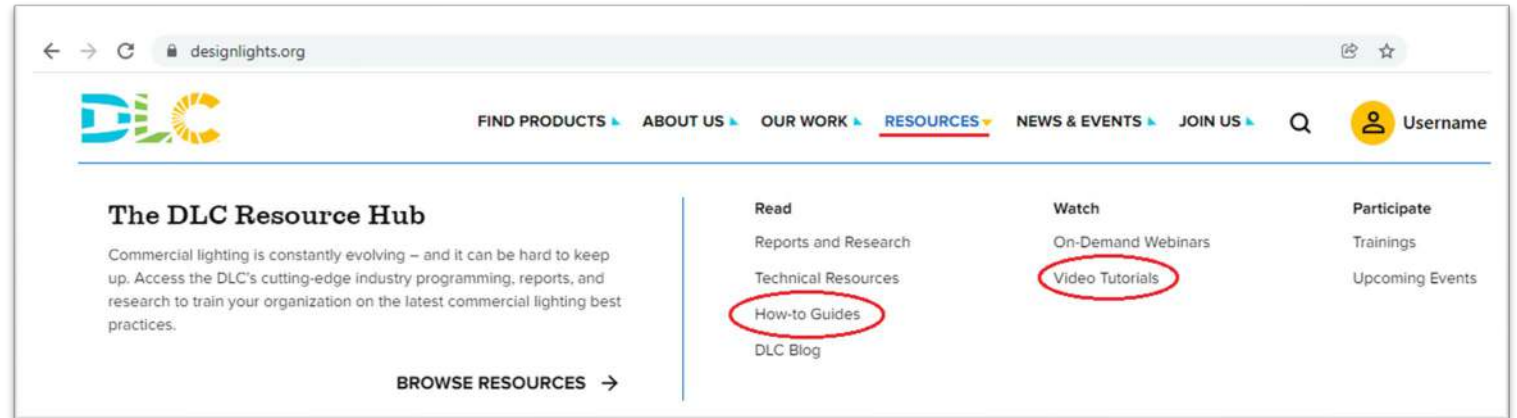 designlights.org
DLC
FIND PRODUCTS ABOUT US OUR WORK RESOURCES NEWS & EVENTS JOIN US Username
The DLC Resource Hub
Commercial lighting is constantly evolving – and it can be hard to keep
up. Access the DLC's cutting-edge industry programming, reports, and
research to train your organization on the latest commercial lighting best
practices.
BROWSE RESOURCES →
Read
Reports and Research
Technical Resources
How-to Guides
DLC Blog
Watch
On-Demand Webinars
Video Tutorials
Participate
Trainings
Upcoming Events